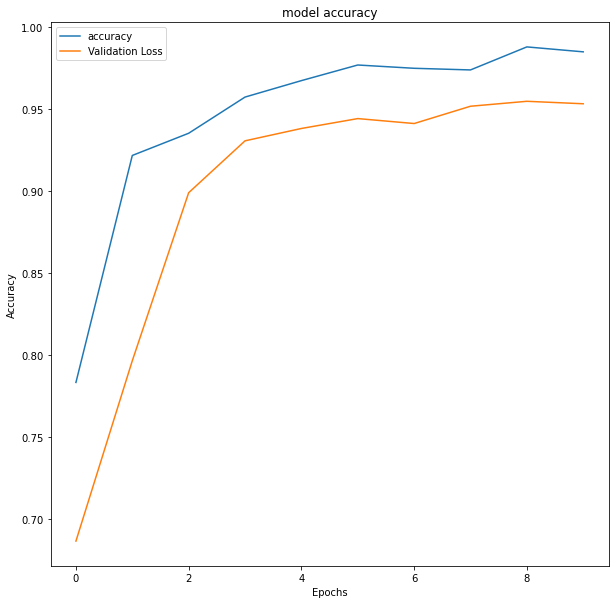 model accuracy
accuracy
Validation Loss
1.00
0.95
0.90
0.85
0.80
0.75
0.70
Accuracy
0 2 4 6 8
Epochs